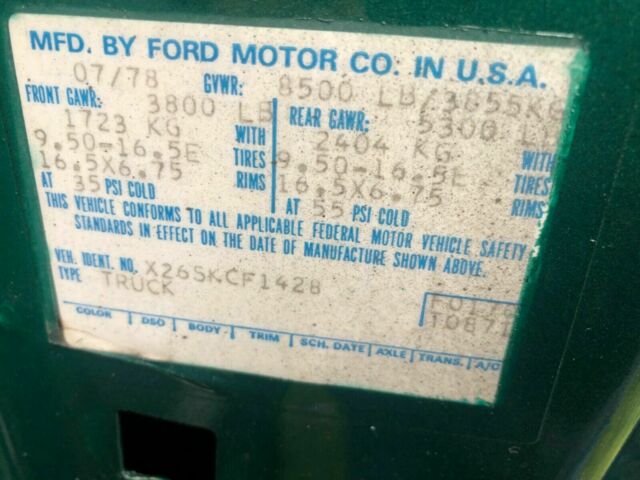 MFD. BY FORD MOTOR CO. IN U.S.A.
07/78 GVWR: 8500 LB/3855KG
FRONT GAWR: 3800 LB REAR GAWR: 5300
1723 KG WITH 2404 KG WITH
9.50-16.5E TIRES 9.50-16.5E TIRES
16.5X6.75 RIMS 16.5X6.75 RIMS
AT 35 PSI COLD AT 55 PSI COLD
THIS VEHICLE CONFORMS TO ALL APPLICABLE FEDERAL MOTOR VEHICLE SAFETY
STANDARDS IN EFFECT ON THE DATE OF MANUFACTURE SHOWN ABOVE.
VEH. IDENT. NO. X26SKCF1428
TYPE TRUCK
T0871
COLOR DSO BODY TRIM SCH. DATE AXLE TRANS. A/C